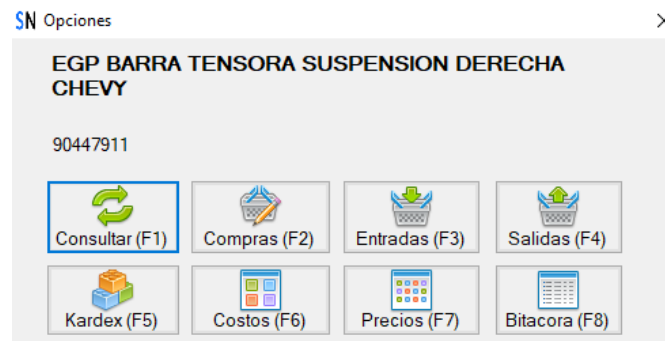 SN Opciones
EGP BARRA TENSORA SUSPENSION DERECHA
CHEVY
90447911
Consultar (F1) Compras (F2) Entradas (F3) Salidas (F4)
Kardex (F5) Costos (F6) Precios (F7) Bitacora (F8)